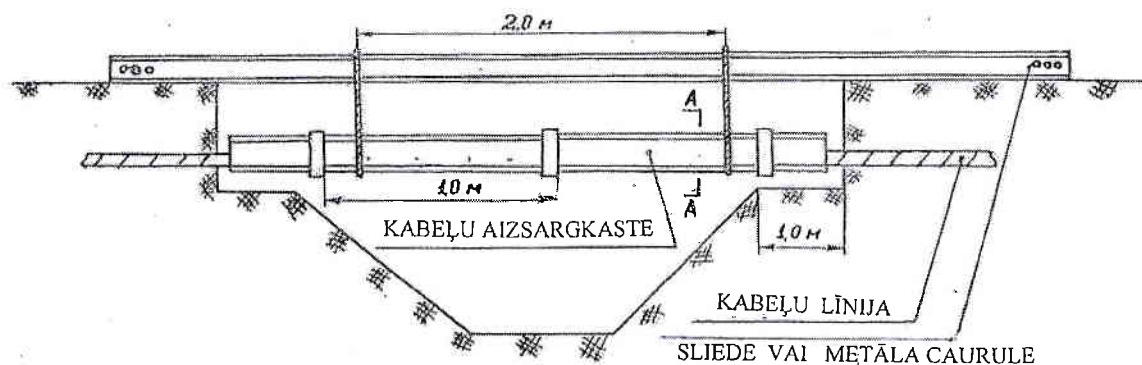 2,0 м
A
A
1,0 м
KABEĻU AIZSARGKASTE
1,0 м
KABEĻU LĪNIJA
SLIEDE VAI METĀLA CAURULE